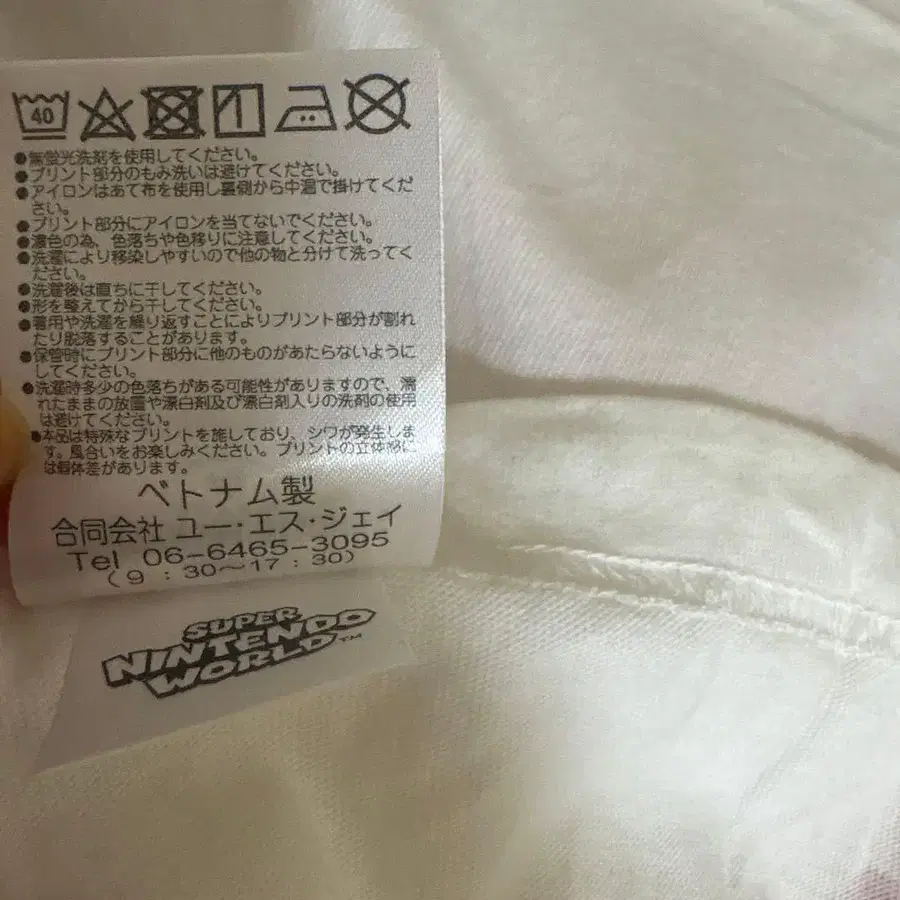 40
●無蛍光洗剤を使用してください。
●プリント部分のもみ洗いは避けてください。
●アイロンはあて布を使用し裏側から中温で掛けてくだ
さい。
●プリント部分にアイロンを当てないでください。
●濃色の為、色落ちや色移りに注意してください。
●洗濯により移染しやすいので他の物と分けて洗ってく
ださい。
●洗濯後は直ちに干してください。
●形を整えてから干してください。
●着用や洗濯を繰り返すことによりプリント部分が割れ
たり脱落することがあります。
●保管時にプリント部分に他のものがあたらないように
してください。
●洗濯時多少の色落ちがある可能性がありますので、濡
れたままの放置や漂白剤及び漂白剤入りの洗剤の使用
は避けてください。
●本品は特殊なプリントを施しており、シワが発生しま
す。風合いをお楽しみください。プリントの立体感に
は個体差があります。
ベトナム製
合同会社 ユー・エス・ジェイ
Tel 06-6465-3095
(9:30〜17:30)
SUPER
NINTENDO
WORLD™